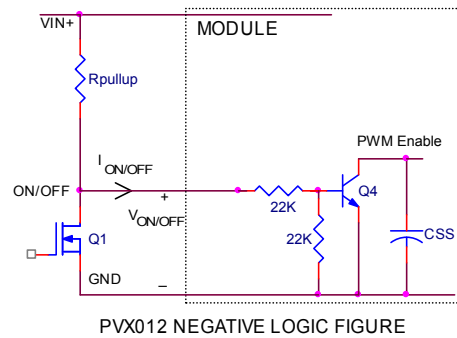 VIN+
MODULE
Rpullup
PWM Enable
I ON/OFF
ON/OFF
+
V ON/OFF
22K
Q4
22K
CSS
Q1
GND
–
PVX012 NEGATIVE LOGIC FIGURE